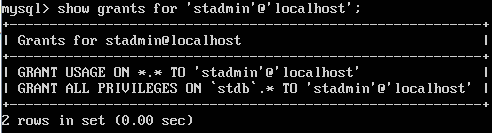 mysql> show grants for 'stadmin'@'localhost';
+-----------------------------------------------------------+
| Grants for stadmin@localhost                              |
+-----------------------------------------------------------+
| GRANT USAGE ON *.* TO 'stadmin'@'localhost'               |
| GRANT ALL PRIVILEGES ON `stdb`.* TO 'stadmin'@'localhost' |
+-----------------------------------------------------------+
2 rows in set (0.00 sec)